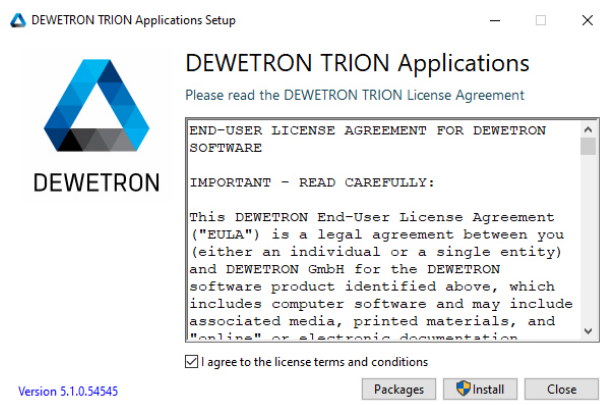 DEWETRON TRION Applications Setup
DEWETRON TRION Applications
Please read the DEWETRON TRION License Agreement
DEWETRON
END-USER LICENSE AGREEMENT FOR DEWETRON
SOFTWARE
IMPORTANT - READ CAREFULLY:
This DEWETRON End-User License Agreement
("EULA") is a legal agreement between you
(either an individual or a single entity)
and DEWETRON GmbH for the DEWETRON
software product identified above, which
includes computer software and may include
associated media, printed materials, and
"online" or electronic documentation
I agree to the license terms and conditions
Version 5.1.0.54545
Packages
Install
Close